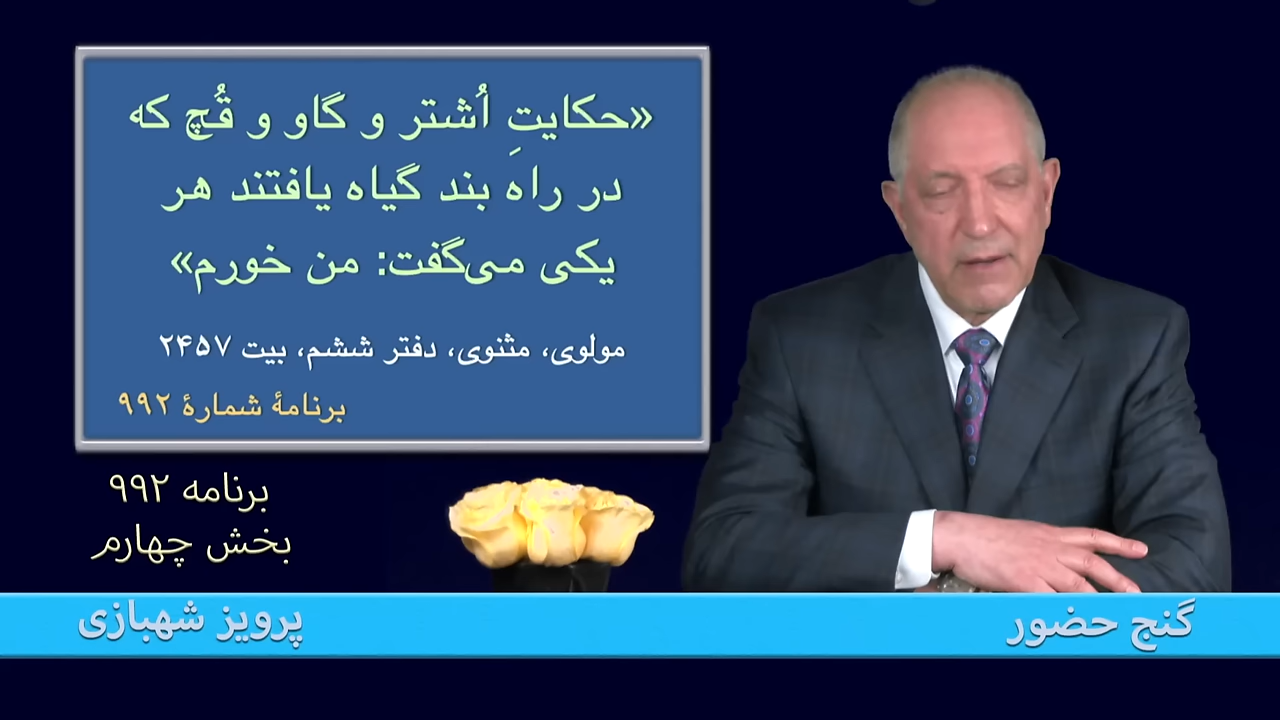 «حکایتِ اُشتر و گاو و قُچ که
در راه بند گیاه یافتند هر
یکی می‌گفت: من خورم»
مولوی، مثنوی، دفتر ششم، بیت ۲۴۵۷
برنامهٔ شمارهٔ ۹۹۲
برنامه ۹۹۲
بخش چهارم
گنج حضور
پرویز شهبازی